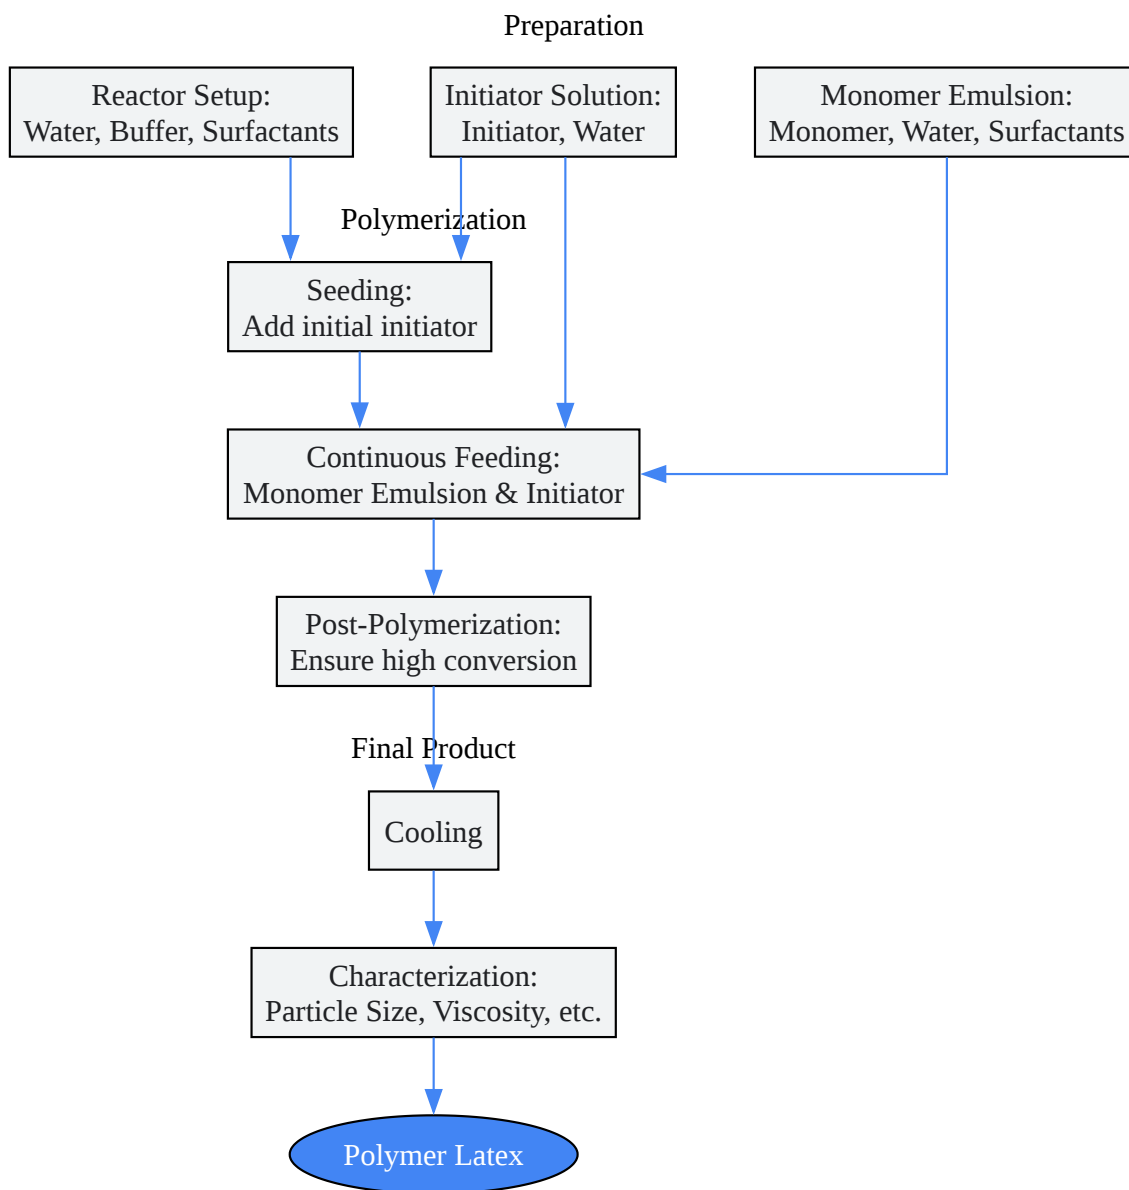 Preparation
Reactor Setup:
Water, Buffer, Surfactants
Initiator Solution:
Initiator, Water
Monomer Emulsion:
Monomer, Water, Surfactants
Polymerization
Seeding:
Add initial initiator
Continuous Feeding:
Monomer Emulsion & Initiator
Post-Polymerization:
Ensure high conversion
Final Product
Cooling
Characterization:
Particle Size, Viscosity, etc.
Polymer Latex